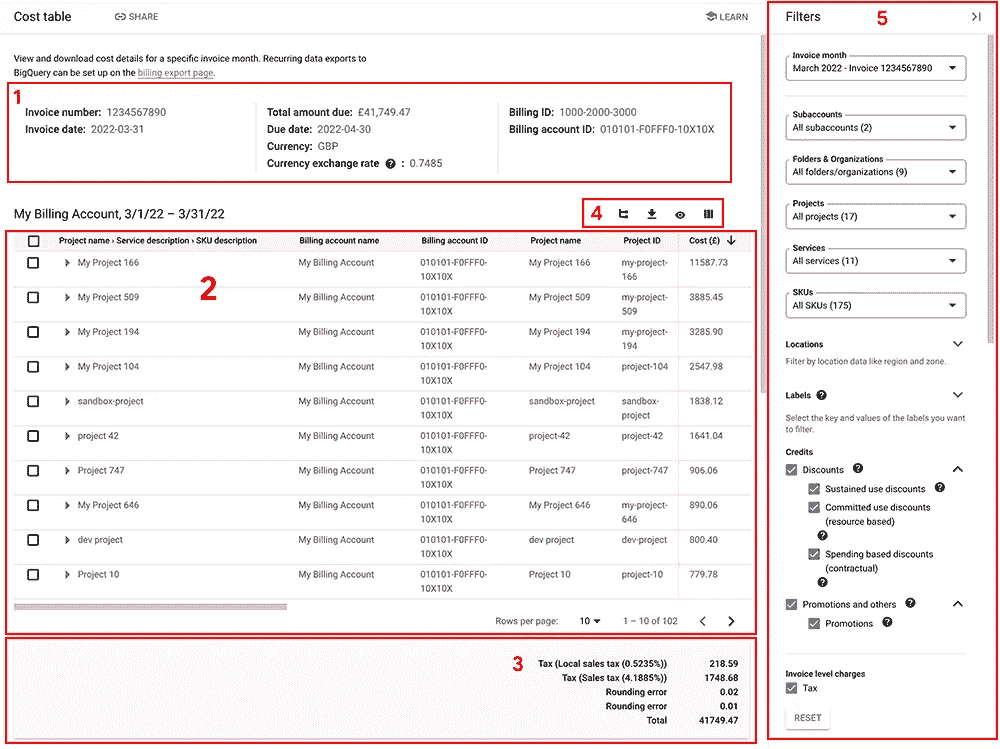 Cost table
SHARE
LEARN
View and download cost details for a specific invoice month. Recurring data exports to
BigQuery can be set up on the billing export page.
1
Invoice number: 1234567890
Invoice date: 2022-03-31
Total amount due: £41,749.47
Due date: 2022-04-30
Currency: GBP
Currency exchange rate ? : 0.7485
Billing ID: 1000-2000-3000
Billing account ID: 010101-F0FFF0-10X10X
My Billing Account, 3/1/22 – 3/31/22
4
2
Project name › Service description › SKU description Billing account name Billing account ID Project name Project ID Cost (£)
My Project 166 My Billing Account 010101-F0FFF0- My Project 166 my-project- 11587.73
10X10X 166
My Project 509 My Billing Account 010101-F0FFF0- My Project 509 my-project- 3885.45
10X10X 509
My Project 194 My Billing Account 010101-F0FFF0- My Project 194 my-project- 3285.90
10X10X 194
My Project 104 My Billing Account 010101-F0FFF0- My Project 104 project-104 2547.98
10X10X
sandbox-project My Billing Account 010101-F0FFF0- sandbox-project sandbox- 1838.12
10X10X project
project 42 My Billing Account 010101-F0FFF0- project-42 project-42 1641.04
10X10X
Project 747 My Billing Account 010101-F0FFF0- Project 747 project-747 906.06
10X10X
My Project 646 My Billing Account 010101-F0FFF0- My Project 646 my-project- 890.06
10X10X 646
dev project My Billing Account 010101-F0FFF0- dev project dev-project 800.40
10X10X
Project 10 My Billing Account 010101-F0FFF0- Project 10 project-10 779.78
10X10X
Rows per page: 10 1 – 10 of 102
3
Tax (Local sales tax (0.5235%)) 218.59
Tax (Sales tax (4.1885%)) 1748.68
Rounding error 0.02
Rounding error 0.01
Total 41749.47
Filters
5
Invoice month
March 2022 - Invoice 1234567890
Subaccounts
All subaccounts (2)
Folders & Organizations
All folders/organizations (9)
Projects
All projects (17)
Services
All services (11)
SKUs
All SKUs (175)
Locations
Filter by location data like region and zone.
Labels ?
Select the key and values of the labels you want
to filter.
Credits
Discounts ?
Sustained use discounts ?
Committed use discounts
(resource based)
?
Spending based discounts
(contractual)
?
Promotions and others ?
Promotions ?
Invoice level charges
Tax
RESET